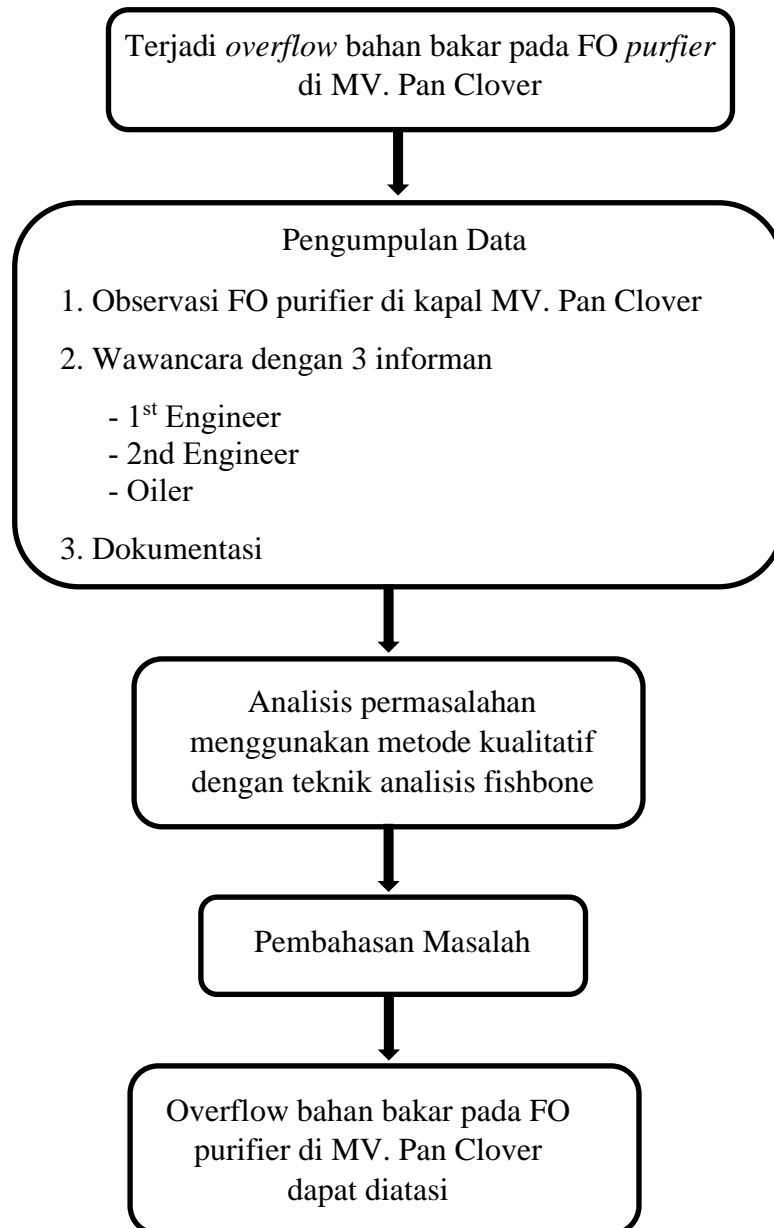 Terjadi overflow bahan bakar pada FO purfier
di MV. Pan Clover
Pengumpulan Data
1. Observasi FO purifier di kapal MV. Pan Clover
2. Wawancara dengan 3 informan
- 1st Engineer
- 2nd Engineer
- Oiler
3. Dokumentasi
Analisis permasalahan
menggunakan metode kualitatif
dengan teknik analisis fishbone
Pembahasan Masalah
Overflow bahan bakar pada FO
purifier di MV. Pan Clover
dapat diatasi